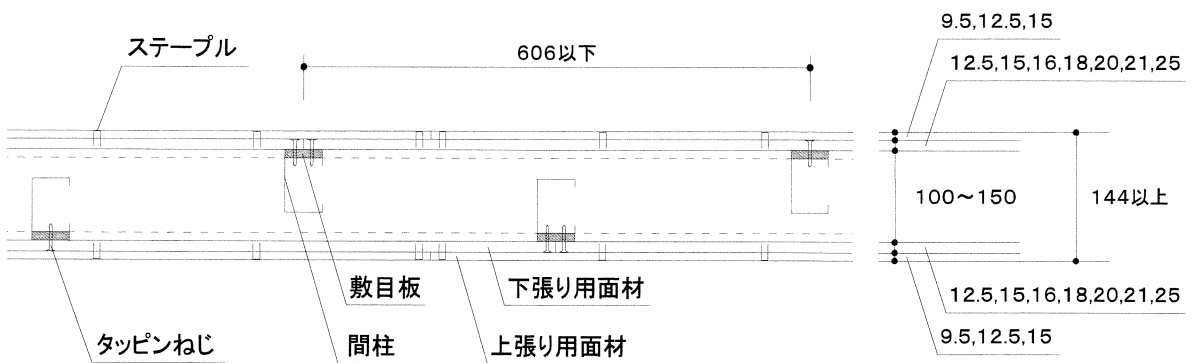 9.5,12.5,15
ステープル
606以下
12.5,15,16,18,20,21,25
100～150
144以上
敷目板
下張り用面材
12.5,15,16,18,20,21,25
タッピンねじ
間柱
上張り用面材
9.5,12.5,15